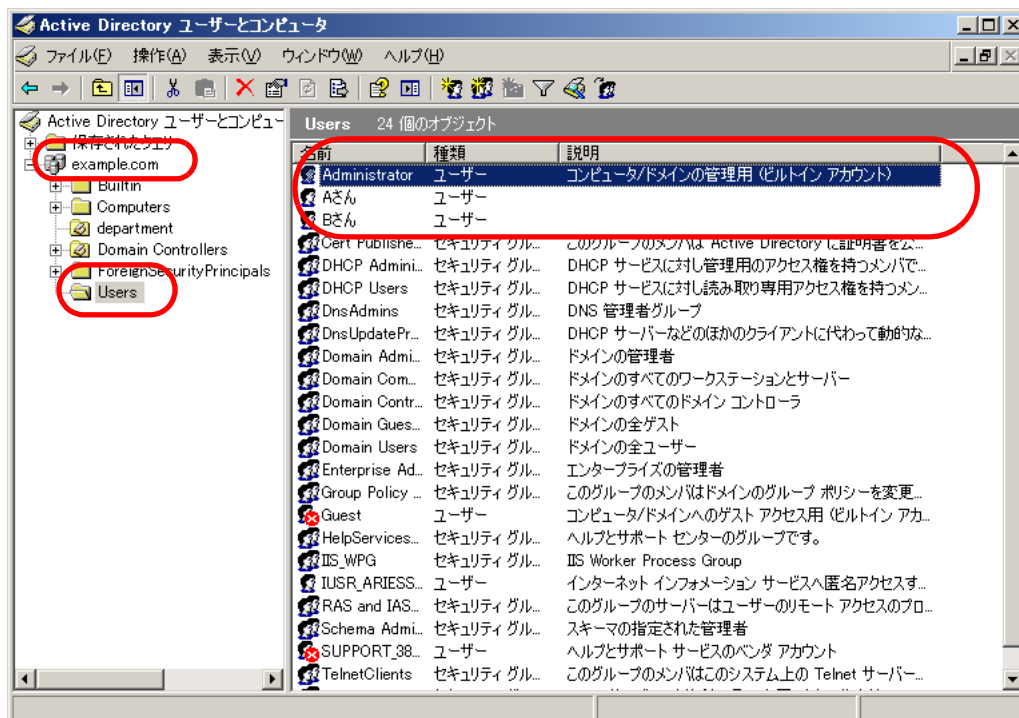 Active Directory ユーザーとコンピュータ
ファイル(F) 操作(A) 表示(V) ウィンドウ(W) ヘルプ(H)
Active Directory ユーザーとコンピュー
保存されたクエリ
example.com
Builtin
Computers
department
Domain Controllers
ForeignSecurityPrincipals
Users
Users 24 個のオブジェクト
名前 種類 説明
Administrator ユーザー コンピュータ/ドメインの管理用 (ビルトイン アカウント)
Aさん ユーザー
Bさん ユーザー
Cert Publishe... セキュリティ グル... このグループのメンバは Active Directory に証明書を公...
DHCP Admini... セキュリティ グル... DHCP サービスに対し管理用のアクセス権を持つメンバで...
DHCP Users セキュリティ グル... DHCP サービスに対し読み取り専用アクセス権を持つメン...
DnsAdmins セキュリティ グル... DNS 管理者グループ
DnsUpdatePr... セキュリティ グル... DHCP サーバーなどのほかのクライアントに代わって動的な...
Domain Admi... セキュリティ グル... ドメインの管理者
Domain Com... セキュリティ グル... ドメインのすべてのワークステーションとサーバー
Domain Contr... セキュリティ グル... ドメインのすべてのドメイン コントローラ
Domain Gues... セキュリティ グル... ドメインの全ゲスト
Domain Users セキュリティ グル... ドメインの全ユーザー
Enterprise Ad... セキュリティ グル... エンタープライズの管理者
Group Policy ... セキュリティ グル... このグループのメンバはドメインのグループ ポリシーを変更...
Guest ユーザー コンピュータ/ドメインへのゲスト アクセス用 (ビルトイン アカ...
HelpServices... セキュリティ グル... ヘルプとサポート センターのグループです。
IIS_WPG セキュリティ グル... IIS Worker Process Group
IUSR_ARIESS... ユーザー インターネット インフォメーション サービスへ匿名アクセスす...
RAS and IAS... セキュリティ グル... このグループのサーバーはユーザーのリモート アクセスのプロ...
Schema Admi... セキュリティ グル... スキーマの指定された管理者
SUPPORT_38... ユーザー ヘルプとサポート サービスのベンダ アカウント
TelnetClients セキュリティ グル... このグループのメンバはこのシステム上の Telnet サーバー...